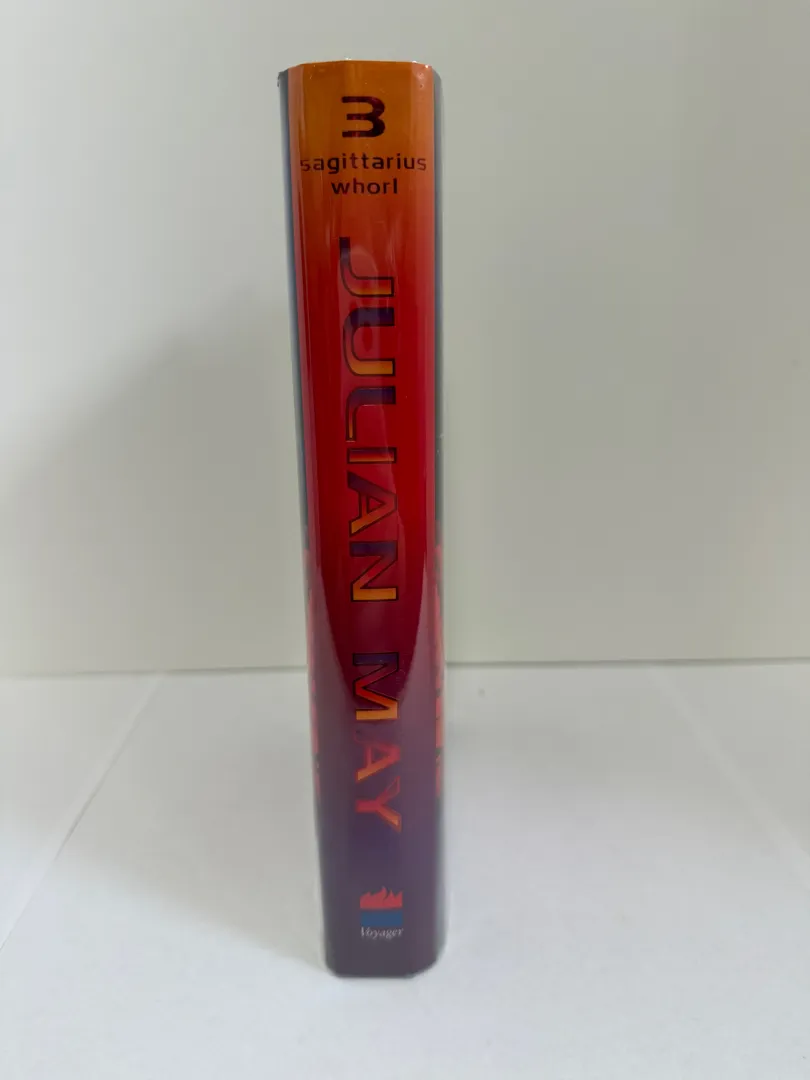 3
sagittarius
whorl
JULIAN MAY
Voyager